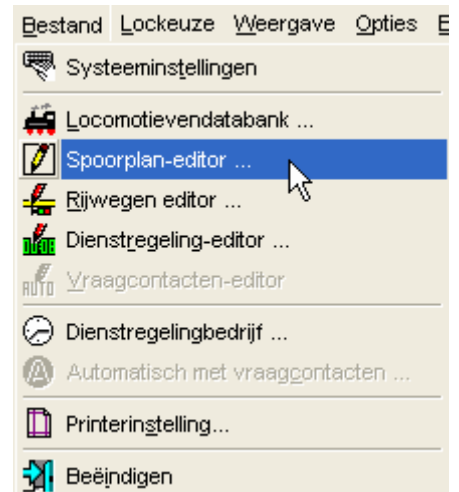 Bestand Lockeuze Weergave Opties
Systeeminstellingen
Locomotievendatabank ...
Spoorplan-editor ...
Rijwegen editor ...
Dienstregeling-editor ...
AUTO Vraagcontacten-editor
Dienstregelingbedrijf ...
A Automatisch met vraagcontacten ...
Printerinstelling...
Beëindigen